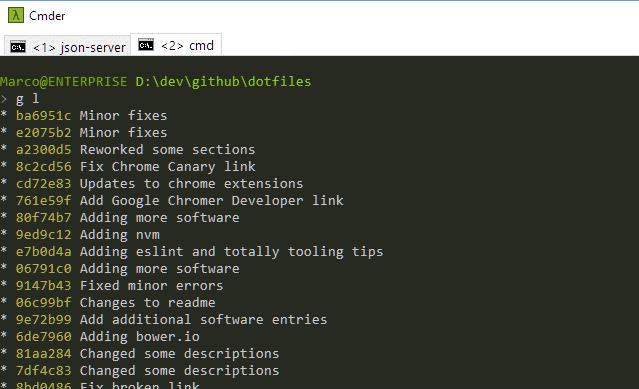 Cmder
<1> json-server
<2> cmd
Marco@ENTERPRISE D:\dev\github\dotfiles
> g l
* ba6951c Minor fixes
* e2075b2 Minor fixes
* a2300d5 Reworked some sections
* 8c2cd56 Fix Chrome Canary link
* cd72e83 Updates to chrome extensions
* 761e59f Add Google Chromer Developer link
* 80f74b7 Adding more software
* 9ed9c12 Adding nvm
* e7b0d4a Adding eslint and totally tooling tips
* 06791c0 Adding more software
* 9147b43 Fixed minor errors
* 06c99bf Changes to readme
* 9e72b99 Add additional software entries
* 6de7960 Adding bower.io
* 81aa284 Changed some descriptions
* 7df4c83 Changed some descriptions
* 8bd0486 Fix broken link